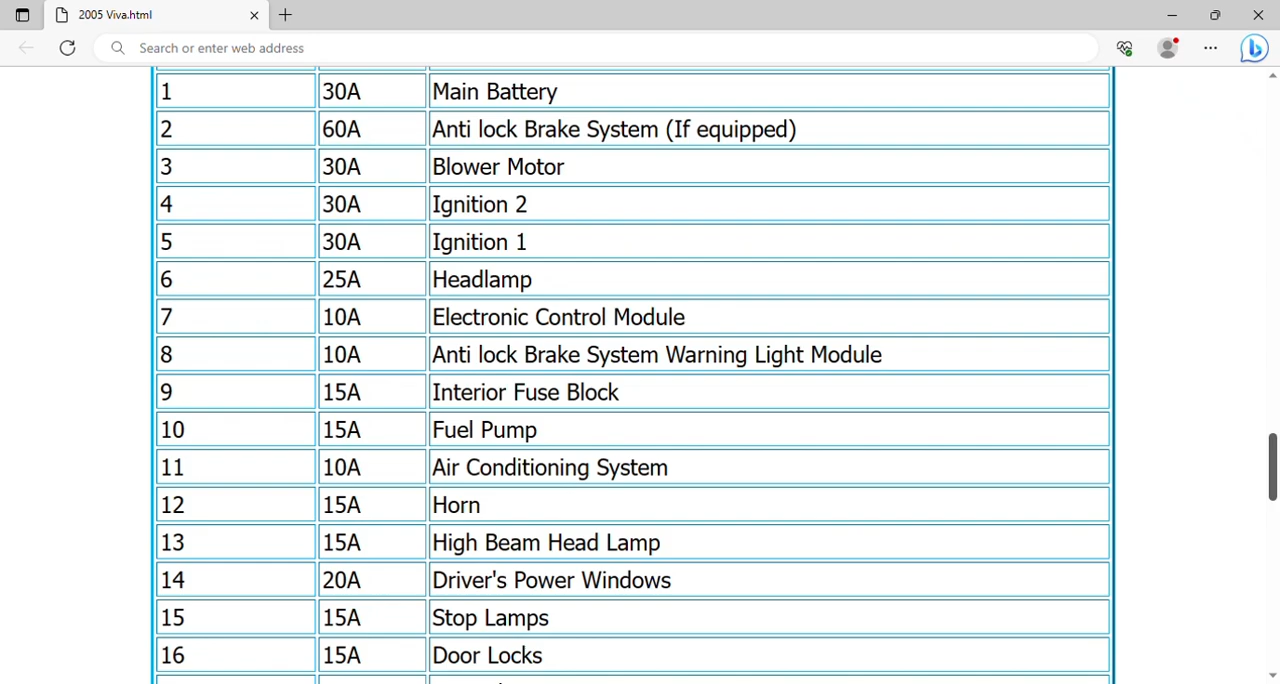 2005 Viva.html
Search or enter web address
1 30A Main Battery
2 60A Anti lock Brake System (If equipped)
3 30A Blower Motor
4 30A Ignition 2
5 30A Ignition 1
6 25A Headlamp
7 10A Electronic Control Module
8 10A Anti lock Brake System Warning Light Module
9 15A Interior Fuse Block
10 15A Fuel Pump
11 10A Air Conditioning System
12 15A Horn
13 15A High Beam Head Lamp
14 20A Driver's Power Windows
15 15A Stop Lamps
16 15A Door Locks